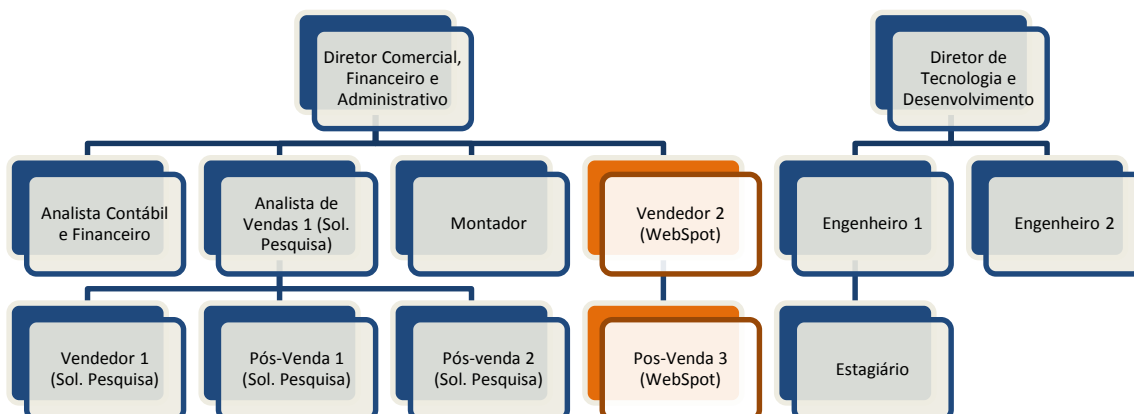 Diretor Comercial,
Financeiro e
Administrativo
Diretor de
Tecnologia e
Desenvolvimento
Analista Contábil
e Financeiro
Analista de
Vendas 1 (Sol.
Pesquisa)
Montador
Vendedor 2
(WebSpot)
Engenheiro 1
Engenheiro 2
Vendedor 1
(Sol. Pesquisa)
Pós-Venda 1
(Sol. Pesquisa)
Pós-venda 2
(Sol. Pesquisa)
Pos-Venda 3
(WebSpot)
Estagiário